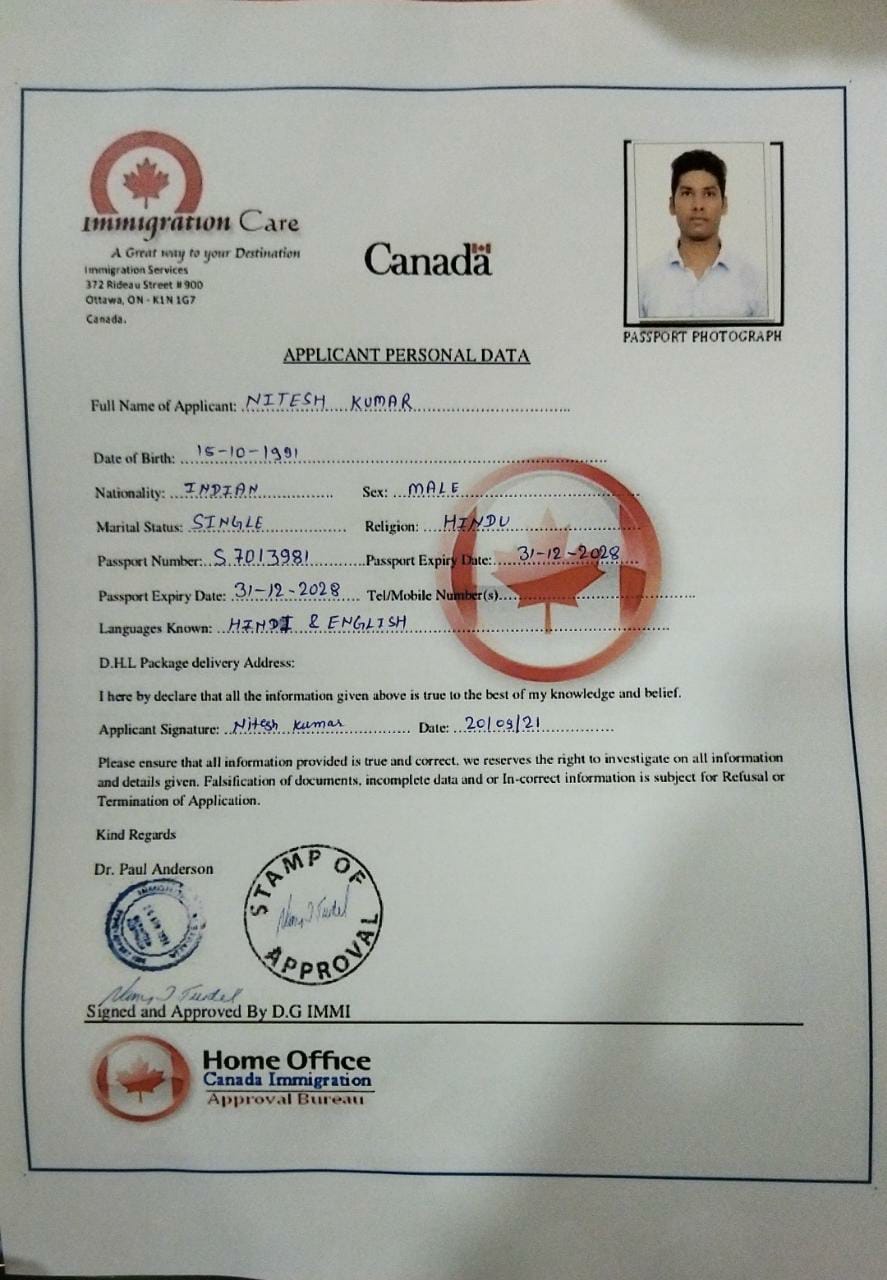 Immigration Care
A Great way to your Destination
Immigration Services
372 Rideau Street # 900
Ottawa, ON - K1N 1G7
Canada.
Canada
PASSPORT PHOTOGRAPH
APPLICANT PERSONAL DATA
Full Name of Applicant: NITESH KUMAR
Date of Birth: 15-10-1991
Nationality: INDIAN Sex: MALE
Marital Status: SINGLE Religion: HINDU
Passport Number: S 7013981 Passport Expiry Date: 31-12-2028
Passport Expiry Date: 31-12-2028 Tel/Mobile Number(s)
Languages Known: HINDI & ENGLISH
D.H.L Package delivery Address:
I here by declare that all the information given above is true to the best of my knowledge and belief.
Applicant Signature: Nitesh Kumar Date: 20/09/21
Please ensure that all information provided is true and correct. we reserves the right to investigate on all information
and details given. Falsification of documents, incomplete data and or In-correct information is subject for Refusal or
Termination of Application.
Kind Regards
Dr. Paul Anderson
STAMP OF APPROVAL
Signed and Approved By D.G IMMI
Home Office
Canada Immigration
Approval Bureau